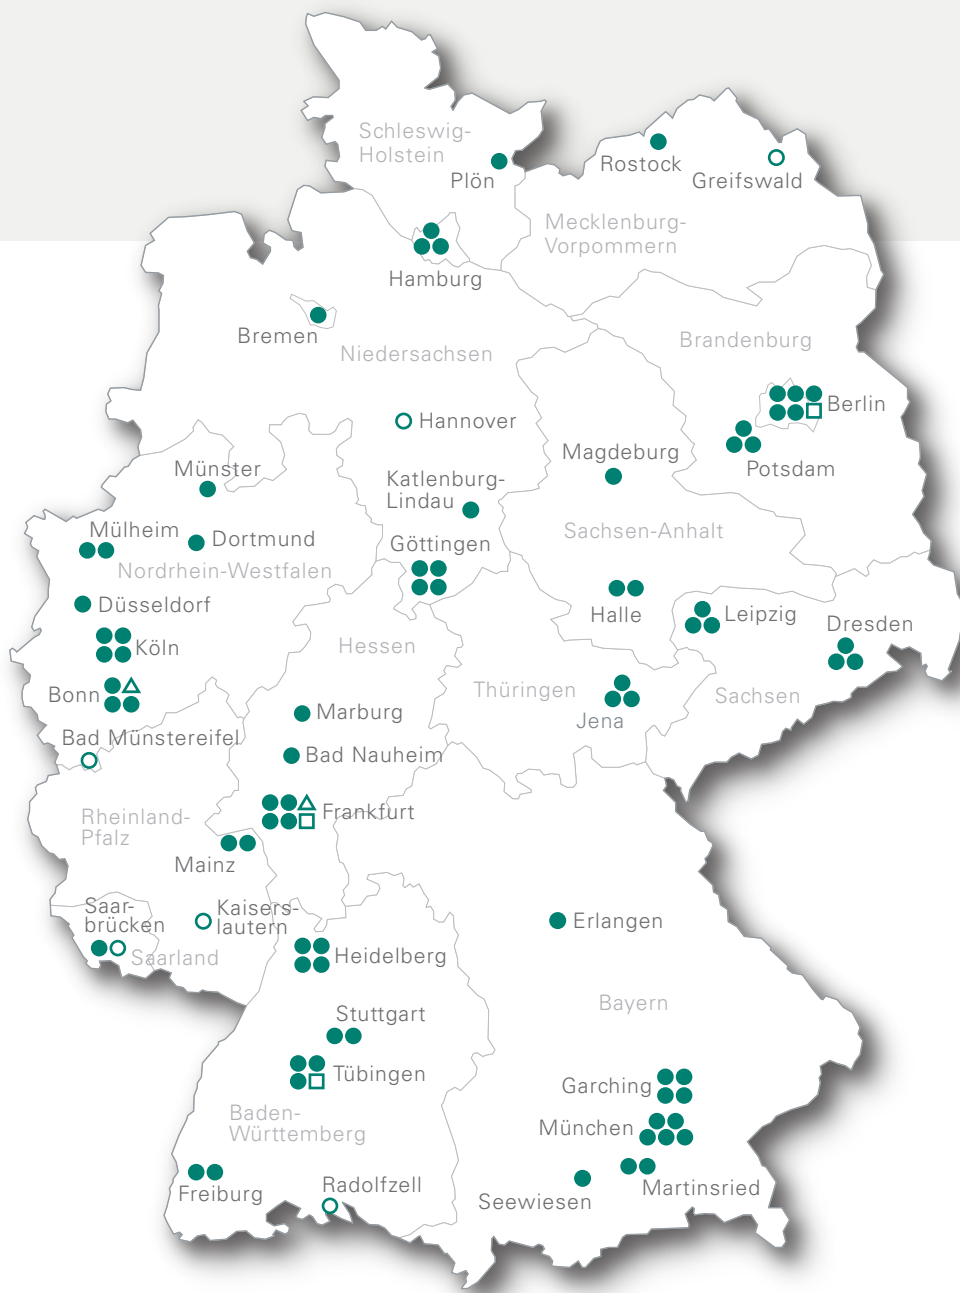 Schleswig-
Holstein
Plön
Rostock
Greifswald
Mecklenburg-
Vorpommern
Hamburg
Bremen
Niedersachsen
Brandenburg
Hannover
Berlin
Münster
Magdeburg
Potsdam
Katlenburg-
Lindau
Mülheim
Dortmund
Göttingen
Sachsen-Anhalt
Nordrhein-Westfalen
Düsseldorf
Halle
Leipzig
Dresden
Köln
Hessen
Bonn
Thüringen
Sachsen
Marburg
Jena
Bad Münstereifel
Bad Nauheim
Rheinland-
Pfalz
Frankfurt
Mainz
Saar-
brücken
Kaisers-
lautern
Erlangen
Saarland
Heidelberg
Bayern
Stuttgart
Tübingen
Garching
Baden-
Württemberg
München
Freiburg
Radolfzell
Seewiesen
Martinsried